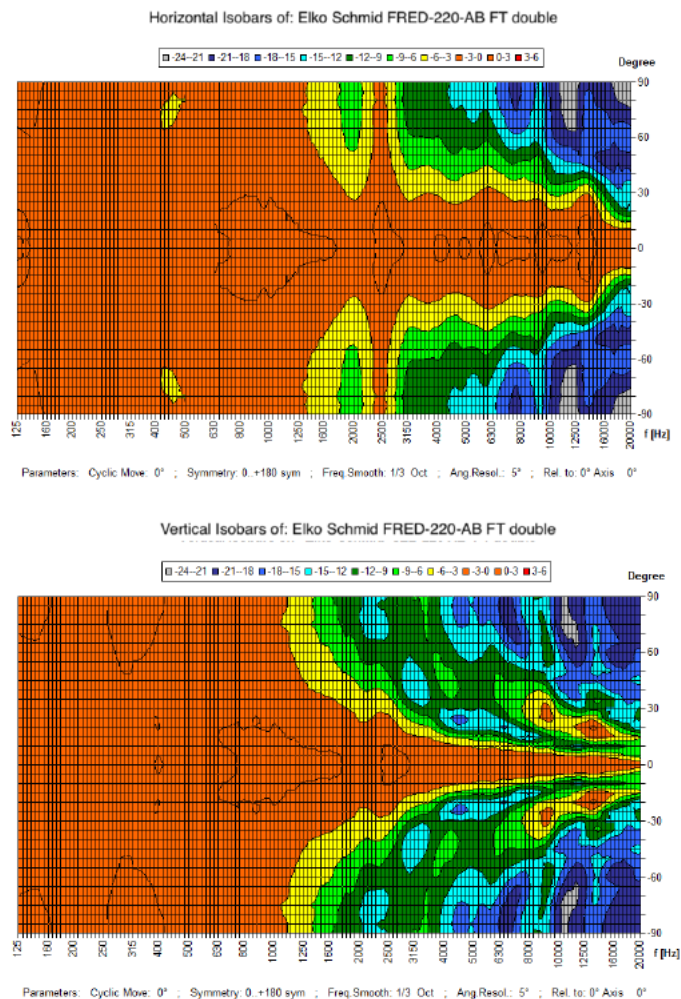 Horizontal Isobars of: Elko Schmid FRED-220-AB FT double
-24--21 -21--18 -18--15 -15--12 -12--9 -9--6 -6--3 -3-0 0-3 3-6
Degree
90
60
30
0
-30
-60
-90
125 160 200 250 315 400 500 630 800 1000 1250 1600 2000 2500 3150 4000 5000 6300 8000 10000 12500 16000 20000
f [Hz]
Parameters: Cyclic Move: 0° ; Symmetry: 0..+180 sym ; Freq.Smooth: 1/3 Oct ; Ang.Resol.: 5° ; Rel. to: 0° Axis 0°
Vertical Isobars of: Elko Schmid FRED-220-AB FT double
-24--21 -21--18 -18--15 -15--12 -12--9 -9--6 -6--3 -3-0 0-3 3-6
Degree
90
60
30
0
-30
-60
-90
125 160 200 250 315 400 500 630 800 1000 1250 1600 2000 2500 3150 4000 5000 6300 8000 10000 12500 16000 20000
f [Hz]
Parameters: Cyclic Move: 0° ; Symmetry: 0..+180 sym ; Freq.Smooth: 1/3 Oct ; Ang.Resol.: 5° ; Rel. to: 0° Axis 0°